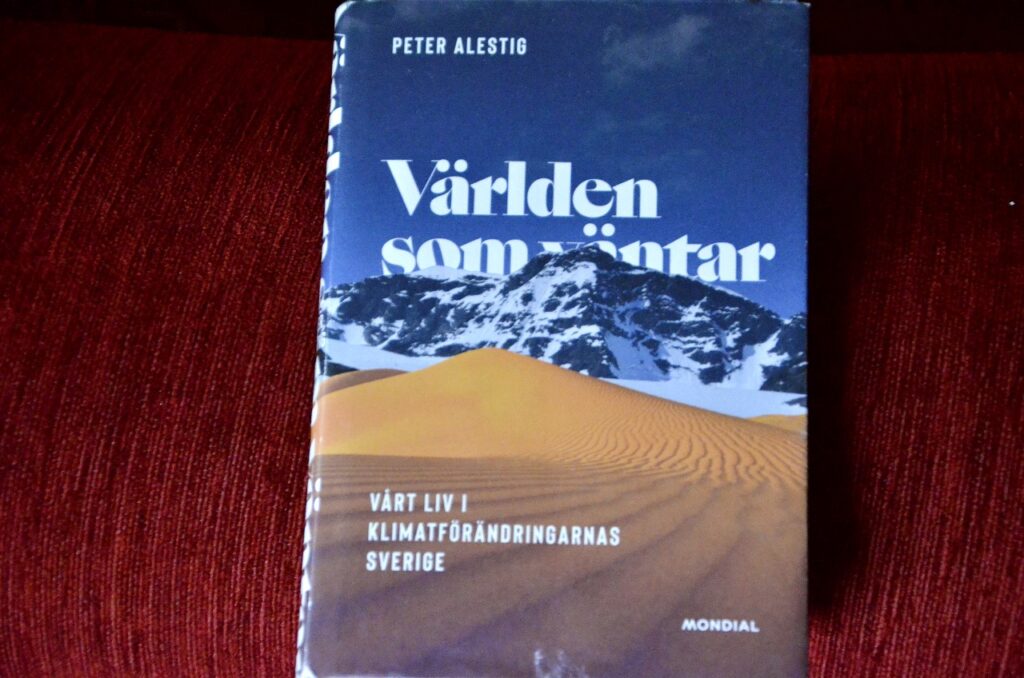 PETER ALESTIG
Världen
som väntar
VÅRT LIV I
KLIMATFÖRÄNDRINGARNAS
SVERIGE
MONDIAL